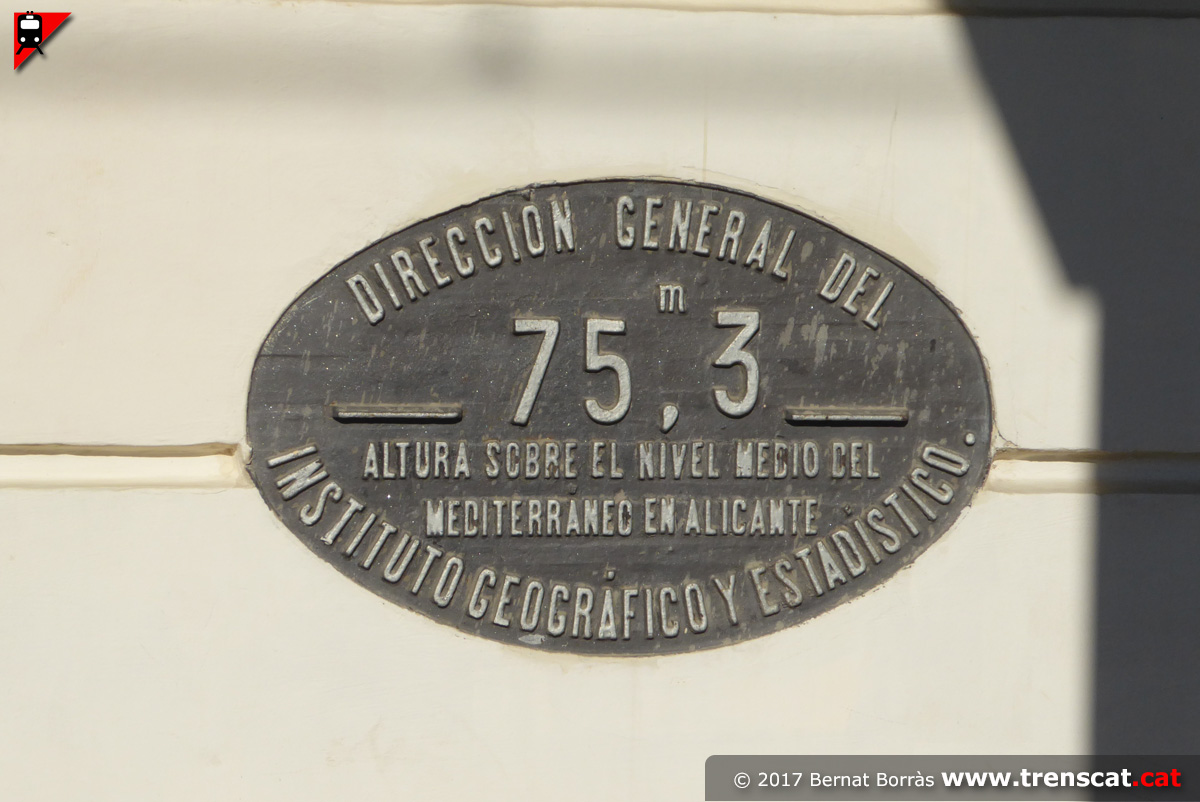 DIRECCIÓN GENERAL DEL
75,3 m
ALTURA SOBRE EL NIVEL MEDIO DEL
MEDITERRÁNEO EN ALICANTE
INSTITUTO GEOGRÁFICO Y ESTADÍSTICO.
© 2017 Bernat Borràs www.trenscat.cat